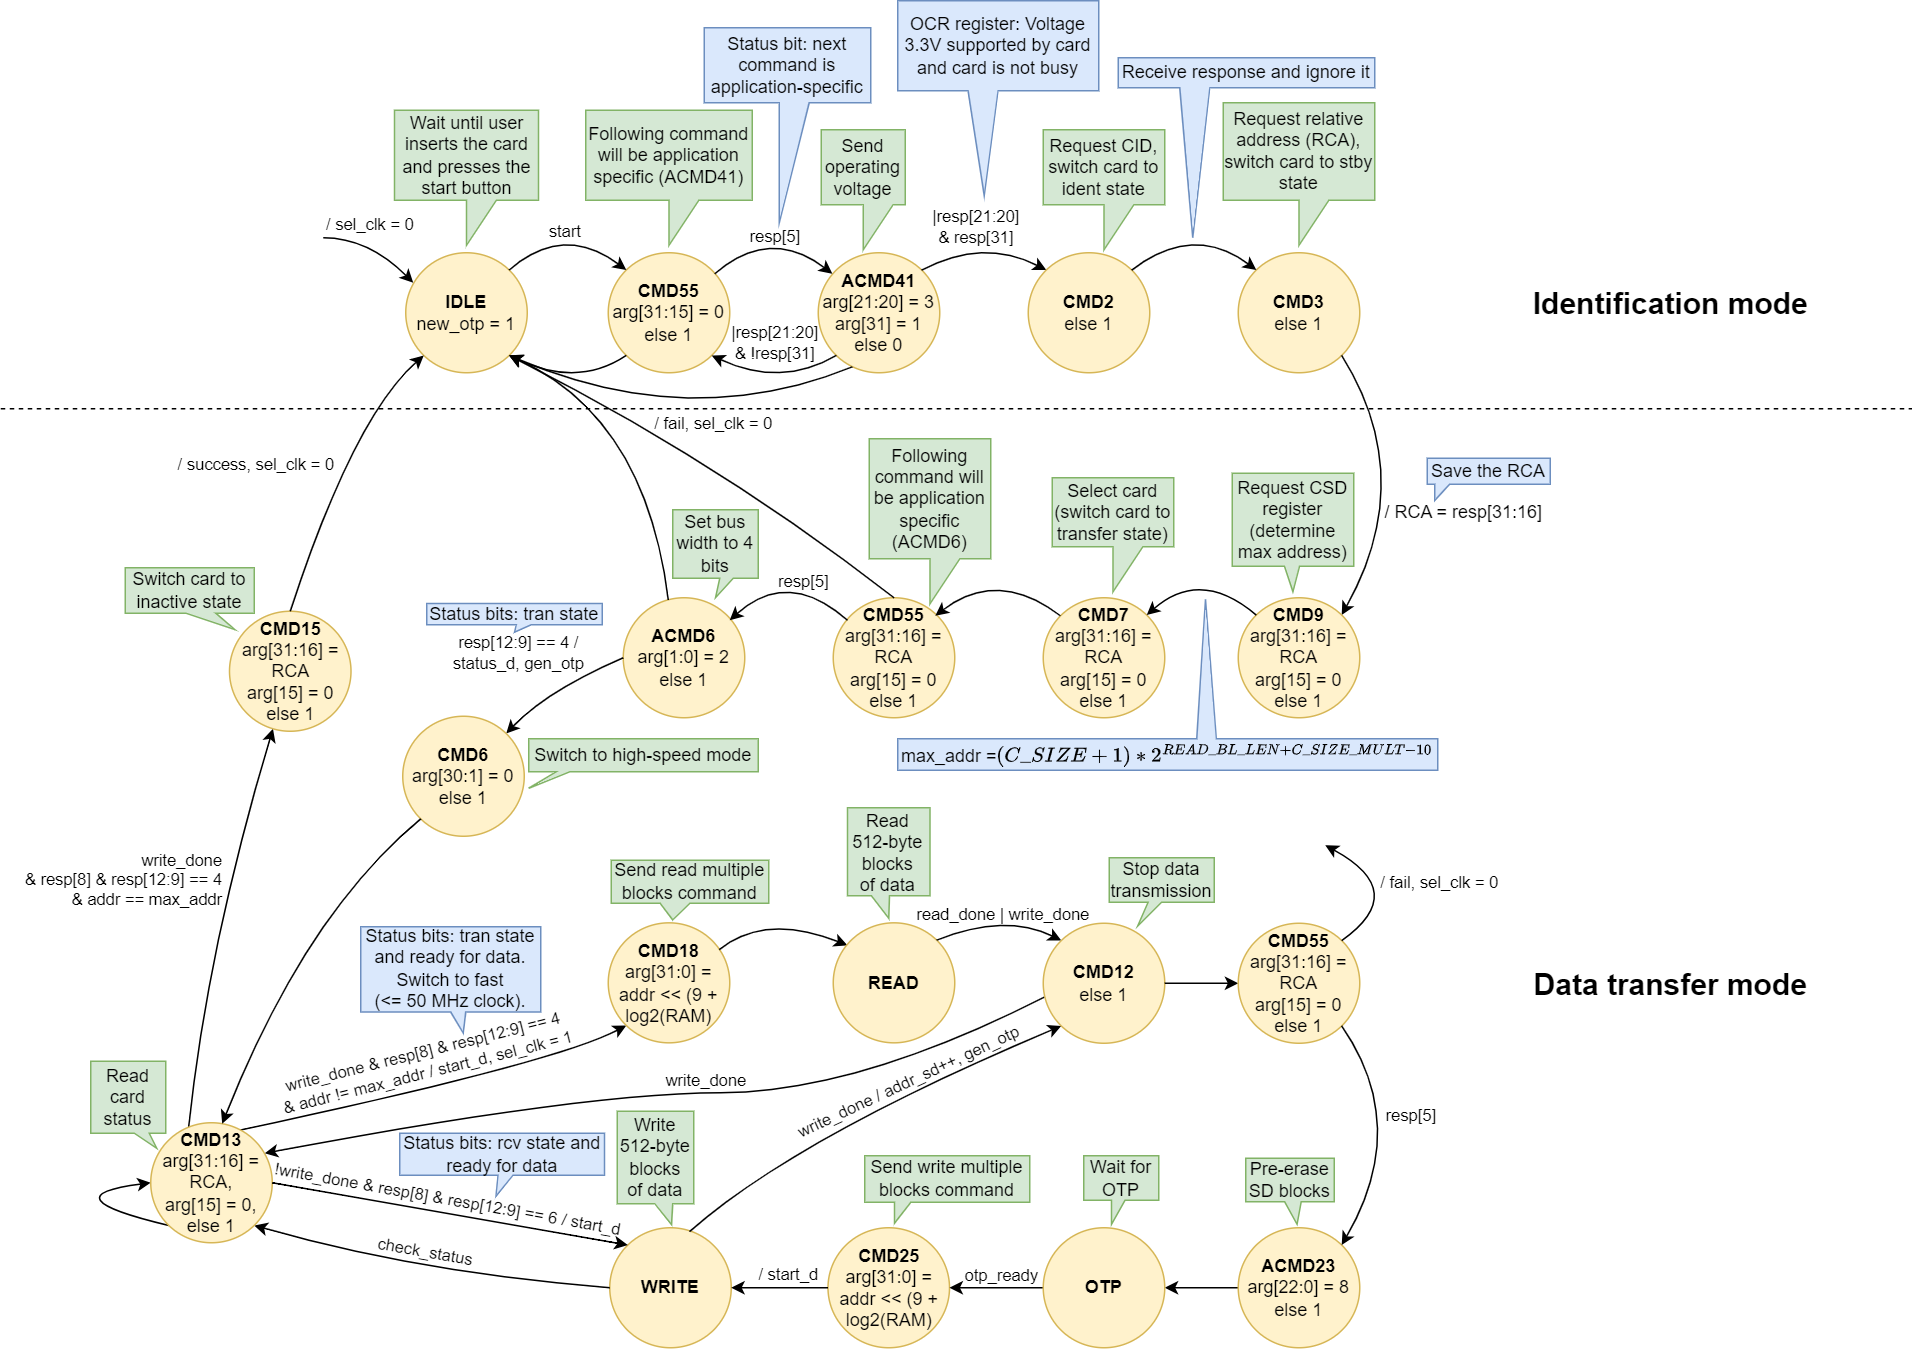 OCR register: Voltage
3.3V supported by card
and card is not busy
Status bit: next
command is
application-specific
Receive response and ignore it
Wait until user
inserts the card
and presses the
start button
Following command
will be application
specific (ACMD41)
Send
operating
voltage
Request CID,
switch card to
ident state
Request relative
address (RCA),
switch card to stby
state
/ sel_clk = 0
start
resp[5]
|resp[21:20]
& resp[31]
IDLE
new_otp = 1
CMD55
arg[31:15] = 0
else 1
|resp[21:20]
& !resp[31]
ACMD41
arg[21:20] = 3
arg[31] = 1
else 0
CMD2
else 1
CMD3
else 1
Identification mode
/ fail, sel_clk = 0
/ success, sel_clk = 0
Following
command will
be application
specific
(ACMD6)
Select card
(switch card to
transfer state)
Request CSD
register
(determine
max address)
Save the RCA
/ RCA = resp[31:16]
Set bus
width to 4
bits
resp[5]
Switch card to
inactive state
Status bits: tran state
resp[12:9] == 4 /
status_d, gen_otp
CMD15
arg[31:16] =
RCA
arg[15] = 0
else 1
ACMD6
arg[1:0] = 2
else 1
CMD55
arg[31:16] =
RCA
arg[15] = 0
else 1
CMD7
arg[31:16] =
RCA
arg[15] = 0
else 1
CMD9
arg[31:16] =
RCA
arg[15] = 0
else 1
CMD6
arg[30:1] = 0
else 1
Switch to high-speed mode
max_addr =(C_SIZE + 1) * 2^{READ_BL_LEN+C_SIZE_MULT-10}
write_done
& resp[8] & resp[12:9] == 4
& addr == max_addr
Send read multiple
blocks command
Read
512-byte
blocks
of data
Stop data
transmission
/ fail, sel_clk = 0
read_done | write_done
Status bits: tran state
and ready for data.
Switch to fast
(<= 50 MHz clock).
CMD18
arg[31:0] =
addr << (9 +
log2(RAM)
READ
CMD12
else 1
CMD55
arg[31:16] =
RCA
arg[15] = 0
else 1
Data transfer mode
write_done & resp[8] & resp[12:9] == 4
& addr != max_addr / start_d, sel_clk = 1
write_done
write_done / addr_sd++, gen_otp
resp[5]
Read
card
status
CMD13
arg[31:16] =
RCA,
arg[15] = 0,
else 1
Status bits: rcv state and
ready for data
!write_done & resp[8] & resp[12:9] == 6 / start_d
Write
512-byte
blocks
of data
Send write multiple
blocks command
Wait for
OTP
Pre-erase
SD blocks
check_status
WRITE
/ start_d
CMD25
arg[31:0] =
addr << (9 +
log2(RAM)
otp_ready
OTP
ACMD23
arg[22:0] = 8
else 1